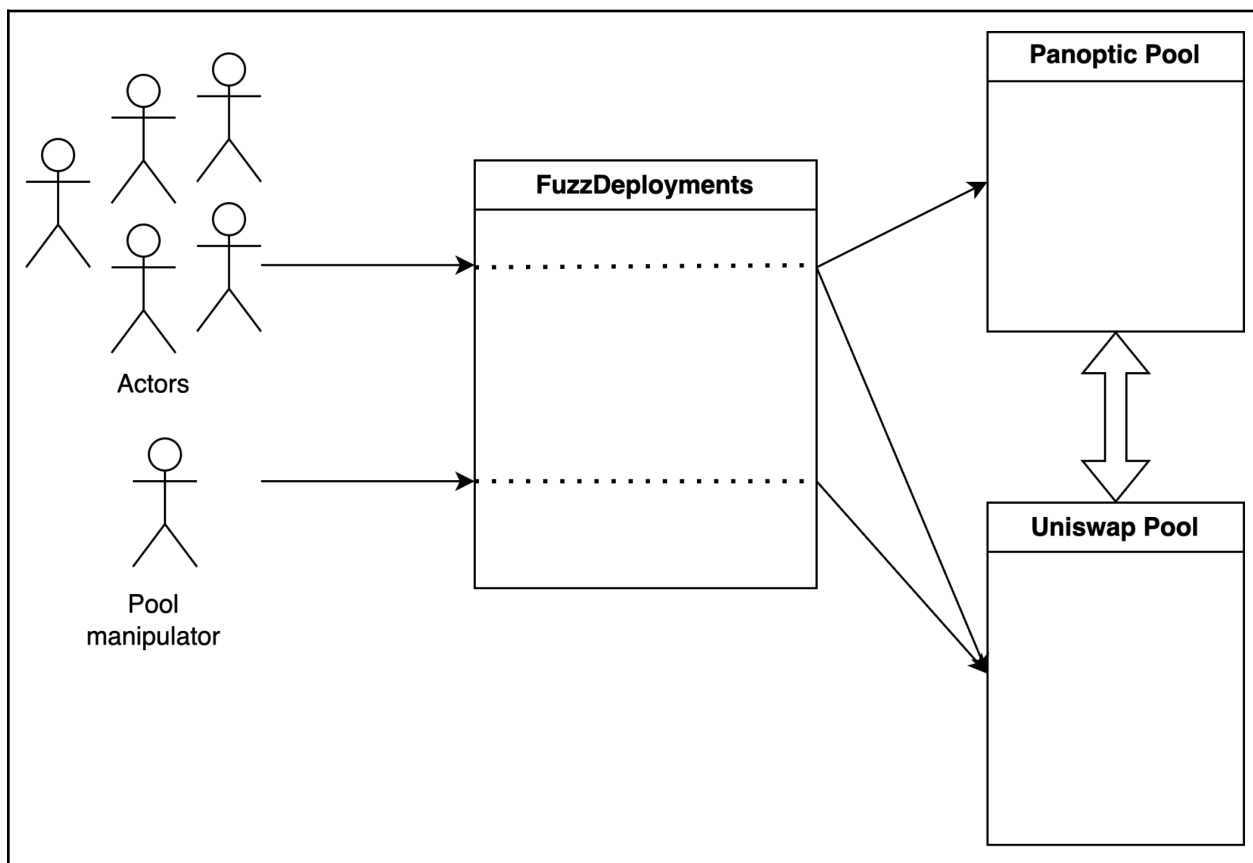 Panoptic Pool
FuzzDeployments
Actors
Uniswap Pool
Pool
manipulator